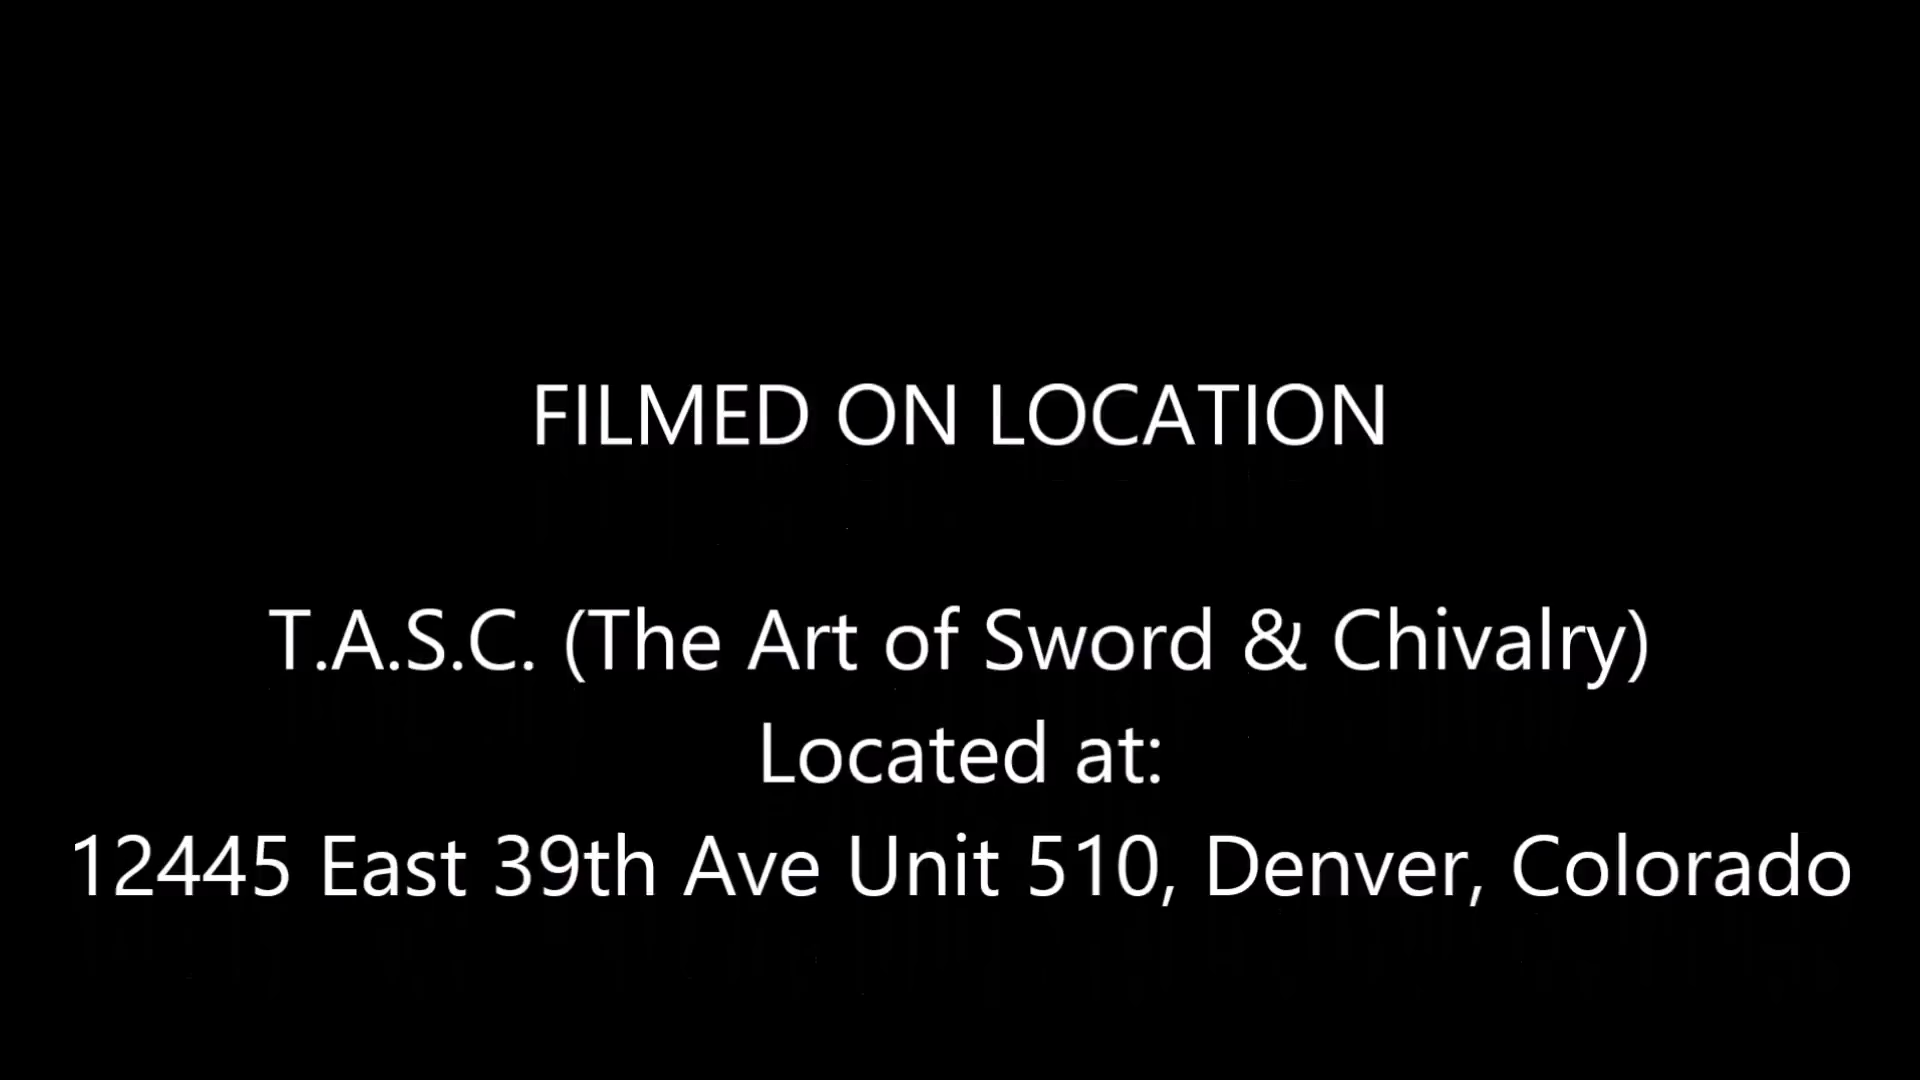 FILMED ON LOCATION
T.A.S.C. (The Art of Sword & Chivalry)
Located at:
12445 East 39th Ave Unit 510, Denver, Colorado